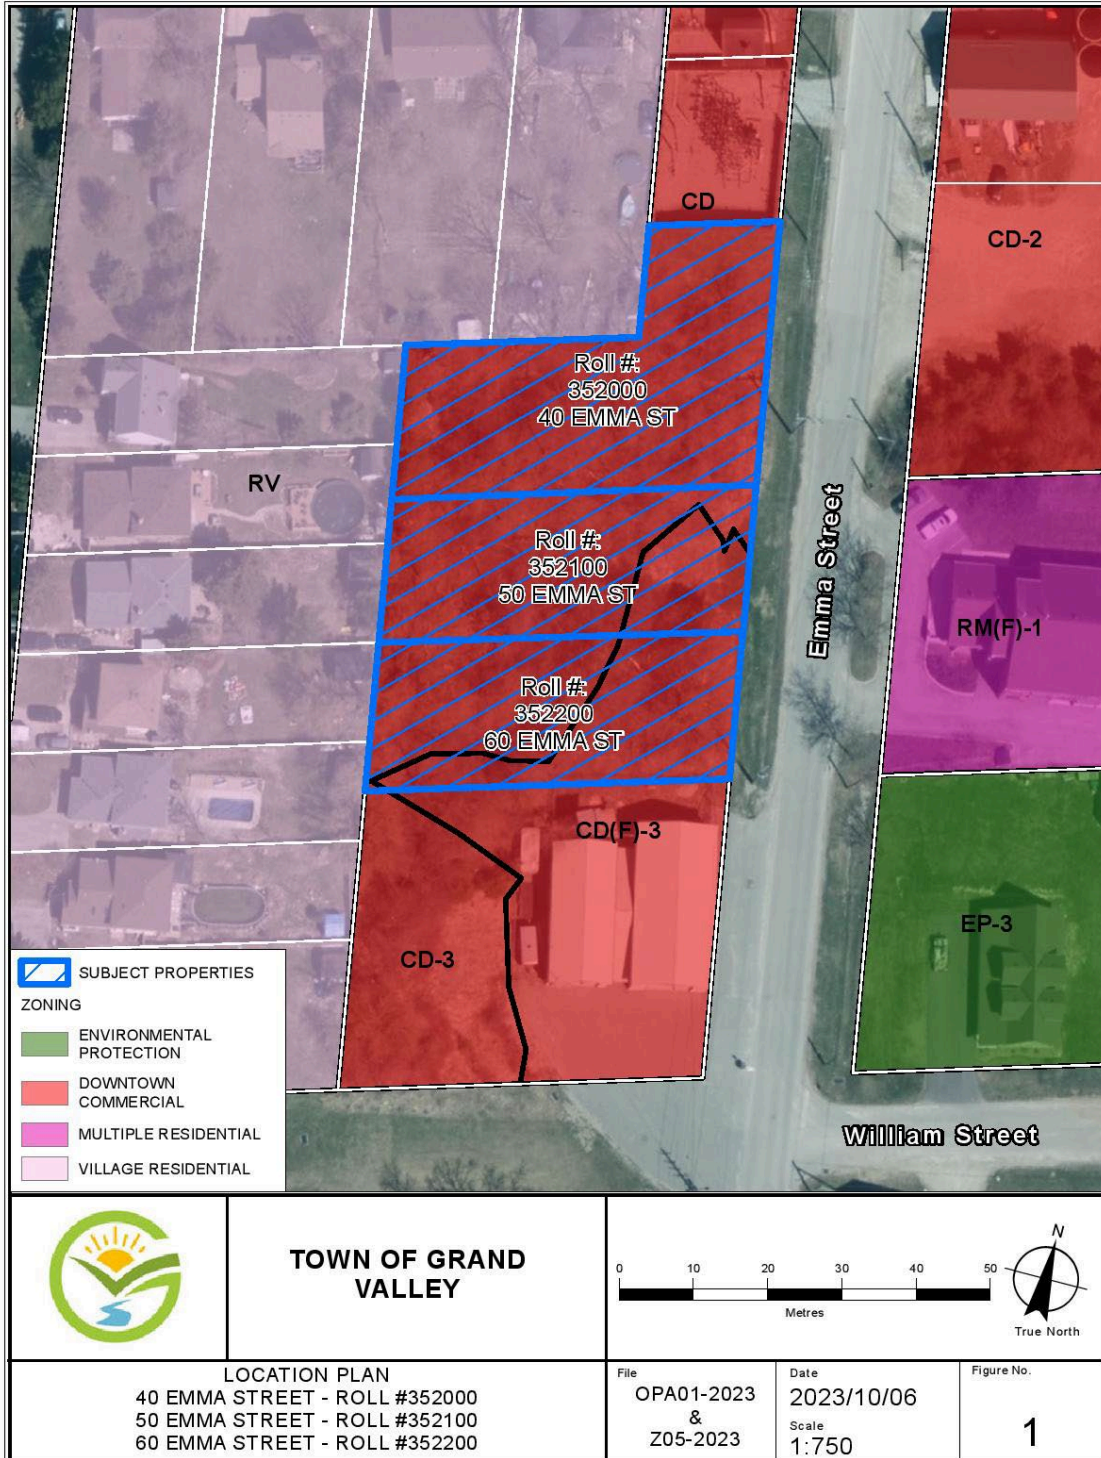 CD
CD-2
Roll #:
352000
40 EMMA ST
RV
Roll #:
352100
50 EMMA ST
Emma Street
RM(F)-1
Roll #:
352200
60 EMMA ST
CD(F)-3
EP-3
CD-3
SUBJECT PROPERTIES
ZONING
ENVIRONMENTAL
PROTECTION
DOWNTOWN
COMMERCIAL
MULTIPLE RESIDENTIAL
VILLAGE RESIDENTIAL
William Street
TOWN OF GRAND
VALLEY
0 10 20 30 40 50
Metres
N
True North
LOCATION PLAN
40 EMMA STREET - ROLL #352000
50 EMMA STREET - ROLL #352100
60 EMMA STREET - ROLL #352200
File
OPA01-2023
&
Z05-2023
Date
2023/10/06
Scale
1:750
Figure No.
1